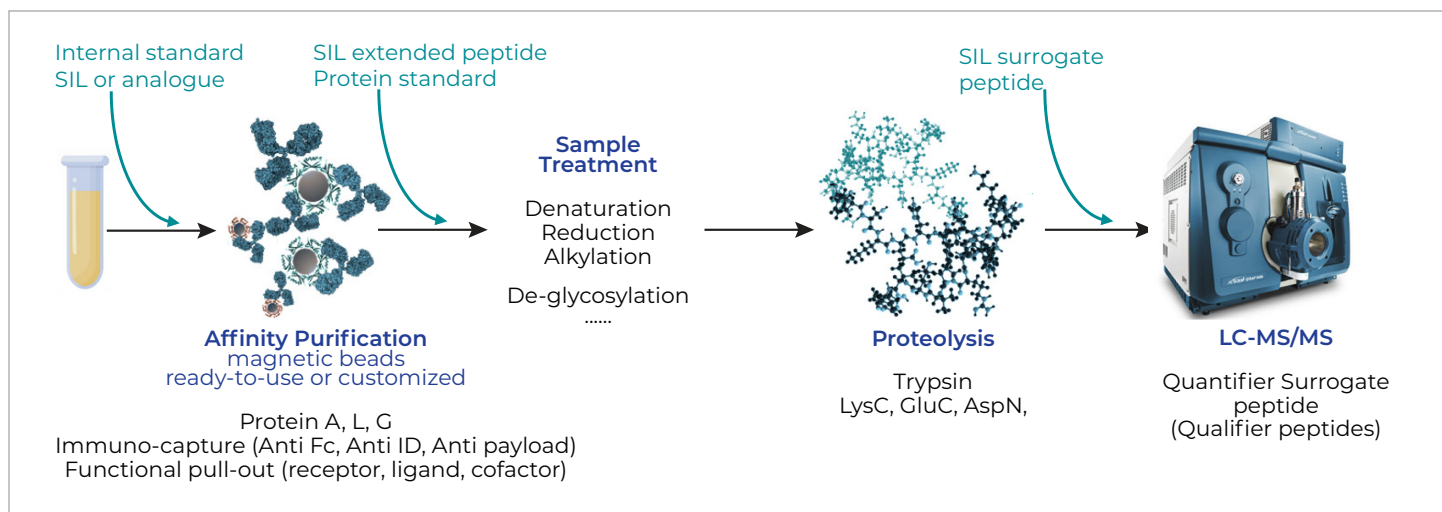 Internal standard
SIL or analogue
SIL extended peptide
Protein standard
SIL surrogate
peptide
Sample
Treatment
Denaturation
Reduction
Alkylation
De-glycosylation
......
Affinity Purification
magnetic beads
ready-to-use or customized
Protein A, L, G
Immuno-capture (Anti Fc, Anti ID, Anti payload)
Functional pull-out (receptor, ligand, cofactor)
Proteolysis
Trypsin
LysC, GluC, AspN,
LC-MS/MS
Quantifier Surrogate
peptide
(Qualifier peptides)